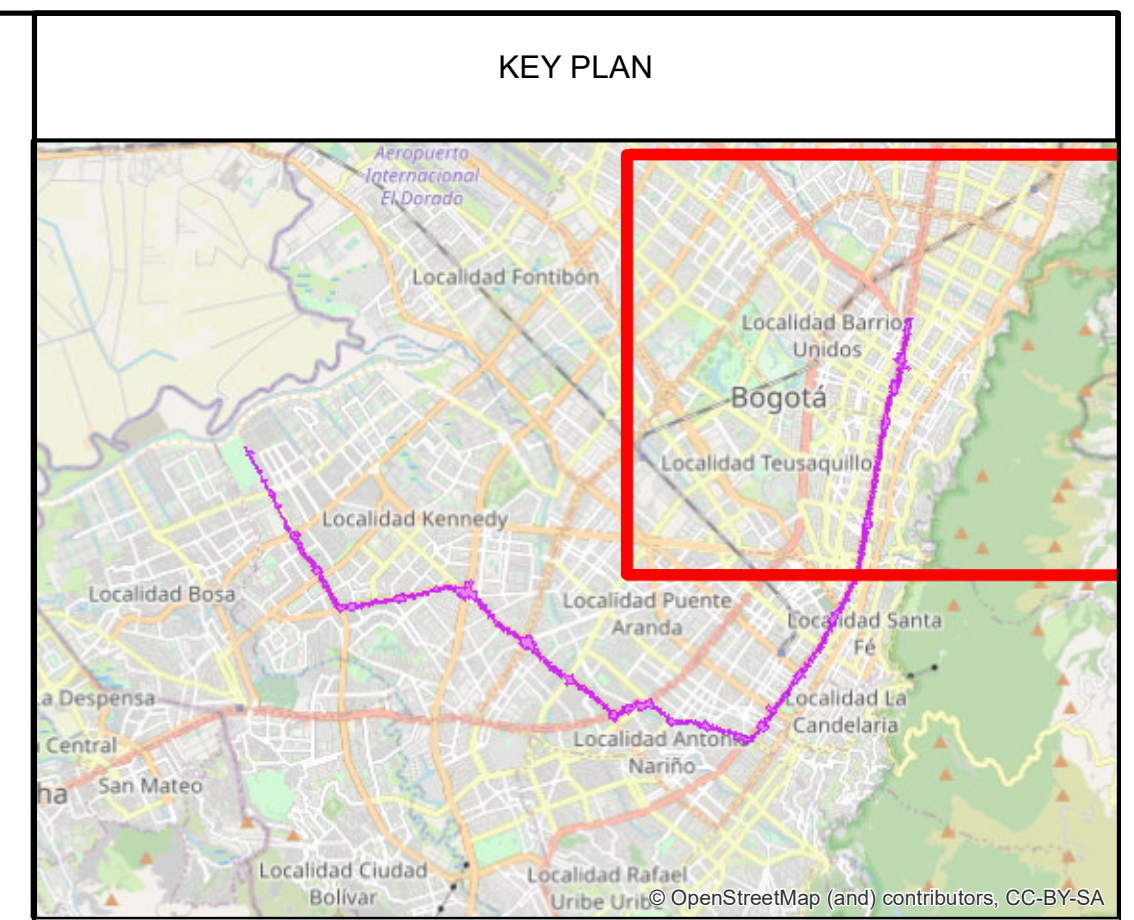 KEY PLAN
Aeropuerto
Internacional
El Dorado
Localidad Fontibón
Localidad Barrios
Unidos
Bogotá
Localidad Teusaquillo
Localidad Kennedy
Localidad Bosa
Localidad Puente
Aranda
Localidad Santa
Fé
La Despensa
Localidad La
Candelaria
Localidad Antonio
Nariño
Central
San Mateo
ha
Localidad Ciudad
Bolívar
Localidad Rafael
Uribe Uribe
© OpenStreetMap (and) contributors, CC-BY-SA